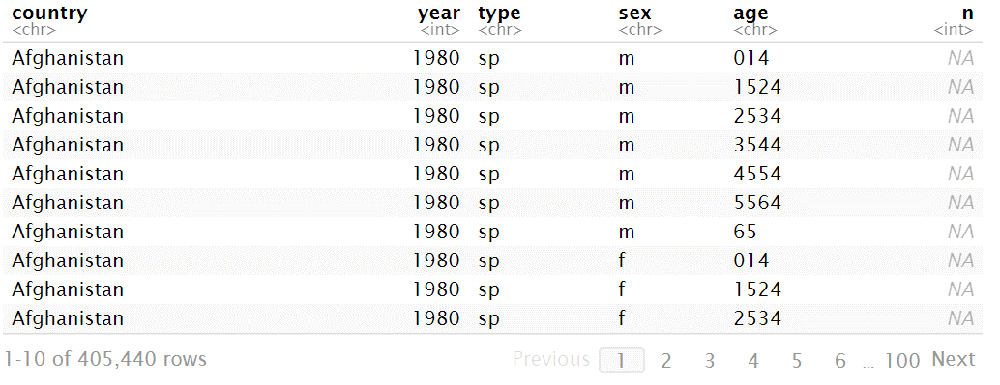 country year type sex age n
<chr> <int> <chr> <chr> <chr> <int>
Afghanistan 1980 sp m 014 NA
Afghanistan 1980 sp m 1524 NA
Afghanistan 1980 sp m 2534 NA
Afghanistan 1980 sp m 3544 NA
Afghanistan 1980 sp m 4554 NA
Afghanistan 1980 sp m 5564 NA
Afghanistan 1980 sp m 65 NA
Afghanistan 1980 sp f 014 NA
Afghanistan 1980 sp f 1524 NA
Afghanistan 1980 sp f 2534 NA
1-10 of 405,440 rows Previous 1 2 3 4 5 6 ... 100 Next